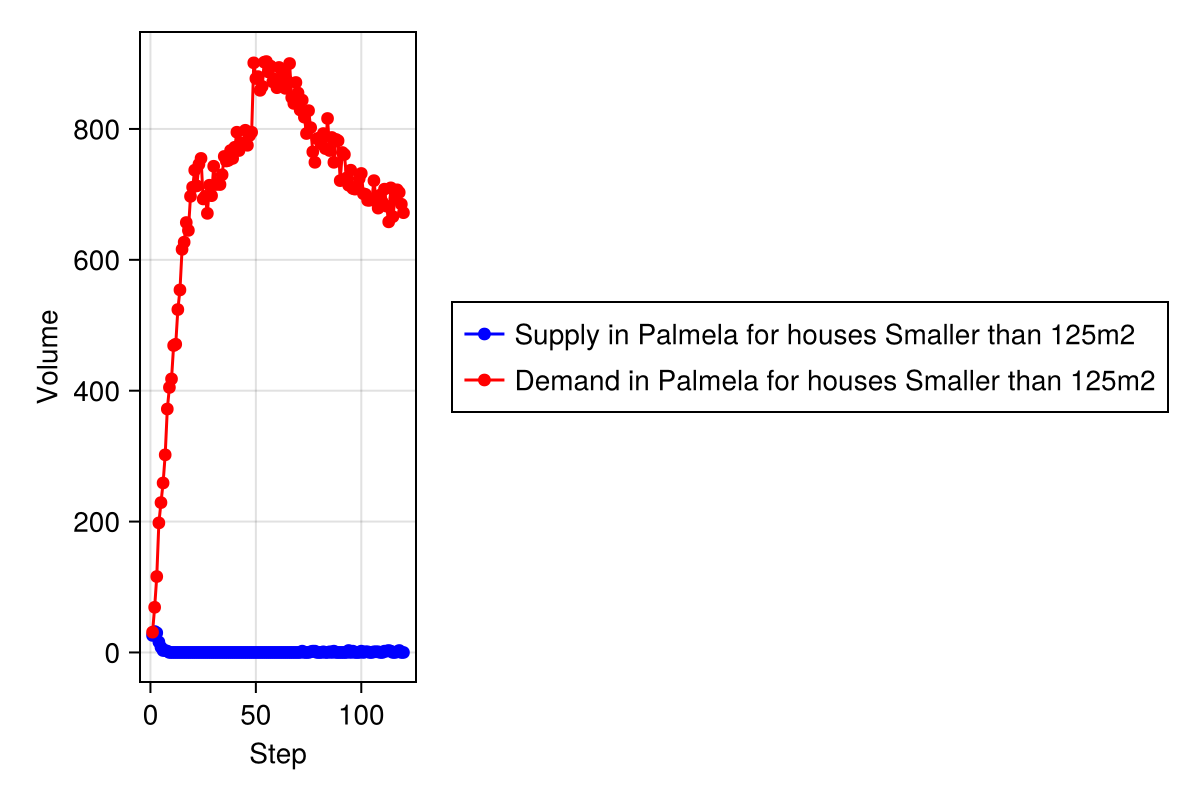 800
600
400
200
0
Volume
0 50 100
Step
Supply in Palmela for houses Smaller than 125m2
Demand in Palmela for houses Smaller than 125m2